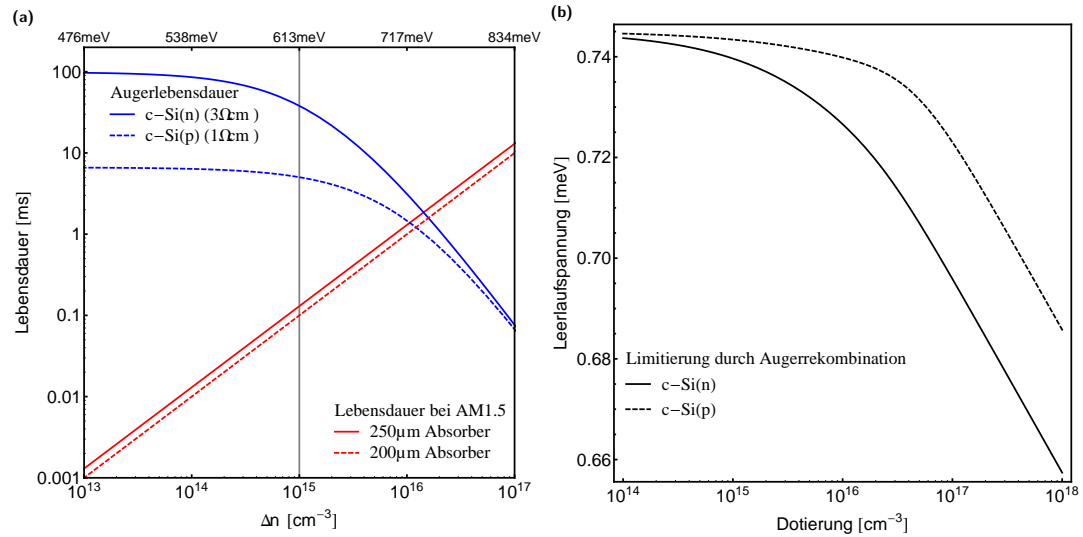 (a)
476meV 538meV 613meV 717meV 834meV
100
10
1
0.1
0.01
0.001
Lebensdauer [ms]
Augerlebensdauer
c−Si(n) (3Ωcm )
c−Si(p) (1Ωcm )
Lebensdauer bei AM1.5
250µm Absorber
200µm Absorber
10^13 10^14 10^15 10^16 10^17
Δn [cm^−3]
(b)
0.74
0.72
0.70
0.68
0.66
Leerlaufspannung [meV]
Limitierung durch Augerrekombination
c−Si(n)
c−Si(p)
10^14 10^15 10^16 10^17 10^18
Dotierung [cm^−3]